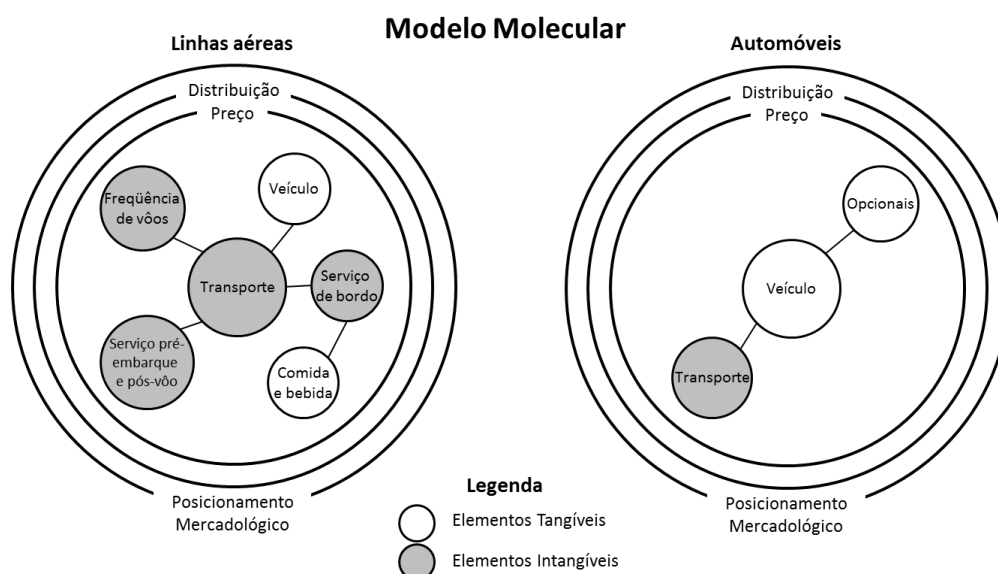 Modelo Molecular
Linhas aéreas
Distribuição
Preço
Freqüência
de vôos
Veículo
Transporte
Serviço
de bordo
Serviço pré-
embarque
e pós-vôo
Comida
e bebida
Posicionamento
Mercadológico
Automóveis
Distribuição
Preço
Opcionais
Veículo
Transporte
Posicionamento
Mercadológico
Legenda
Elementos Tangíveis
Elementos Intangíveis